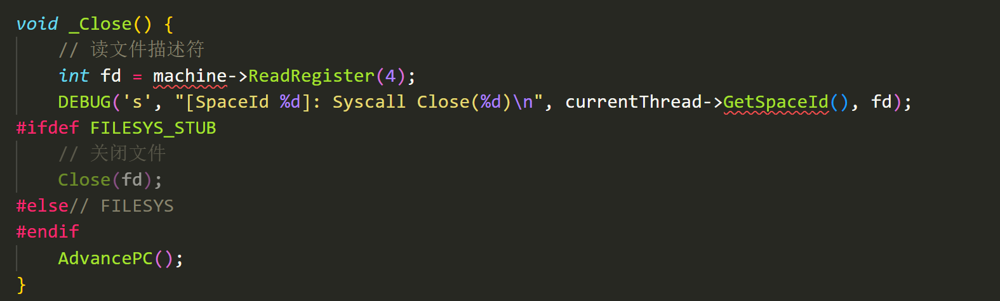 void _Close() {
    // 读文件描述符
    int fd = machine->ReadRegister(4);
    DEBUG('s', "[SpaceId %d]: Syscall Close(%d)\n", currentThread->GetSpaceId(), fd);
#ifdef FILESYS_STUB
    // 关闭文件
    Close(fd);
#else// FILESYS
#endif
    AdvancePC();
}